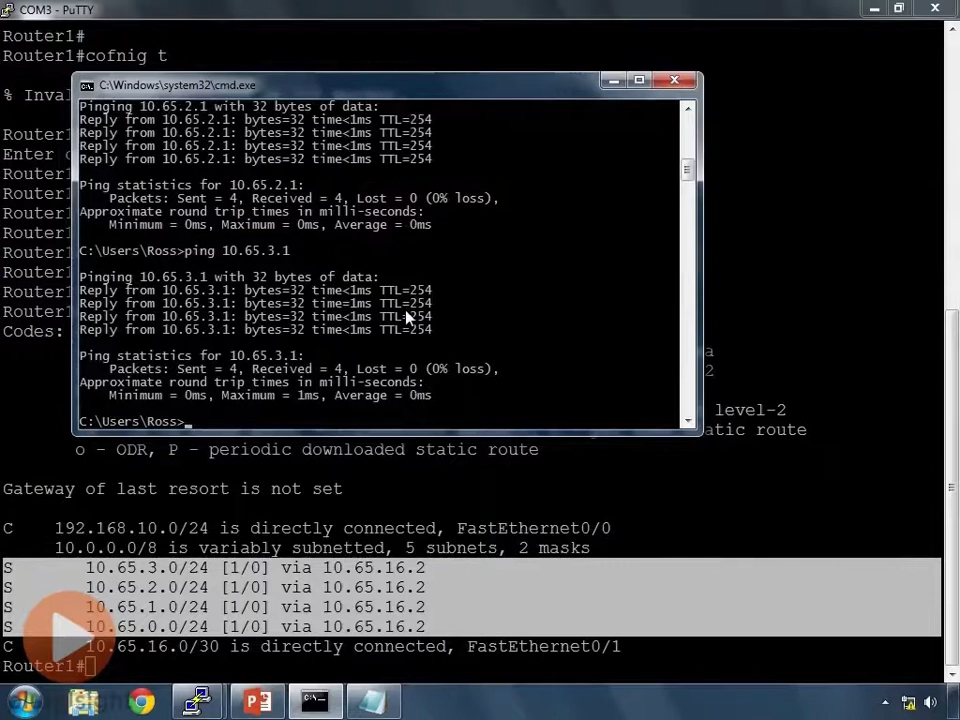 COM3 - PuTTY
Router1#
Router1#cofnig t
C:\Windows\system32\cmd.exe
% Inval
Pinging 10.65.2.1 with 32 bytes of data:
Reply from 10.65.2.1: bytes=32 time<1ms TTL=254
Reply from 10.65.2.1: bytes=32 time<1ms TTL=254
Reply from 10.65.2.1: bytes=32 time<1ms TTL=254
Reply from 10.65.2.1: bytes=32 time<1ms TTL=254
Ping statistics for 10.65.2.1:
Packets: Sent = 4, Received = 4, Lost = 0 (0% loss),
Approximate round trip times in milli-seconds:
Minimum = 0ms, Maximum = 0ms, Average = 0ms
C:\Users\Ross>ping 10.65.3.1
Pinging 10.65.3.1 with 32 bytes of data:
Reply from 10.65.3.1: bytes=32 time<1ms TTL=254
Reply from 10.65.3.1: bytes=32 time=1ms TTL=254
Reply from 10.65.3.1: bytes=32 time<1ms TTL=254
Reply from 10.65.3.1: bytes=32 time<1ms TTL=254
Ping statistics for 10.65.3.1:
Packets: Sent = 4, Received = 4, Lost = 0 (0% loss),
Approximate round trip times in milli-seconds:
Minimum = 0ms, Maximum = 1ms, Average = 0ms
C:\Users\Ross>_
Router1
Enter
Router1
Router1
Router1
Router1
Router1
Router1
Router1
Router1
Codes:
a
2
level-2
atic route
o - ODR, P - periodic downloaded static route
Gateway of last resort is not set
C 192.168.10.0/24 is directly connected, FastEthernet0/0
10.0.0.0/8 is variably subnetted, 5 subnets, 2 masks
S 10.65.3.0/24 [1/0] via 10.65.16.2
S 10.65.2.0/24 [1/0] via 10.65.16.2
S 10.65.1.0/24 [1/0] via 10.65.16.2
S 10.65.0.0/24 [1/0] via 10.65.16.2
C 10.65.16.0/30 is directly connected, FastEthernet0/1
Router1#